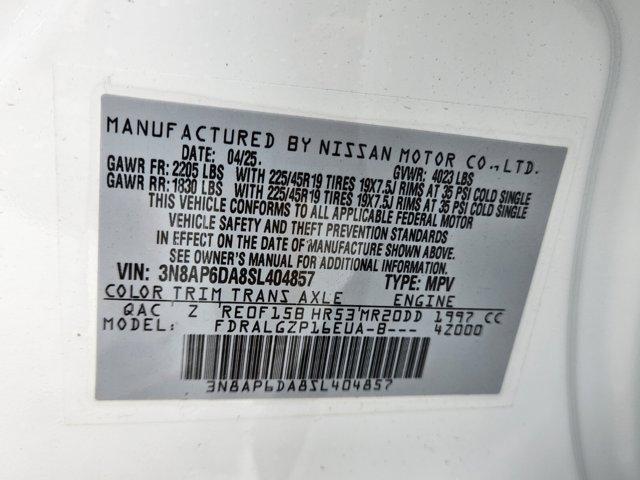 MANUFACTURED BY NISSAN MOTOR CO., LTD.
DATE: 04/25. GVWR: 4023 LBS
GAWR FR: 2205 LBS WITH 225/45R19 TIRES 19X7.5J RIMS AT 35 PSI COLD SINGLE
GAWR RR: 1830 LBS WITH 225/45R19 TIRES 19X7.5J RIMS AT 35 PSI COLD SINGLE
THIS VEHICLE CONFORMS TO ALL APPLICABLE FEDERAL MOTOR
VEHICLE SAFETY AND THEFT PREVENTION STANDARDS
IN EFFECT ON THE DATE OF MANUFACTURE SHOWN ABOVE.
SEE OWNER'S MANUAL FOR ADDITIONAL INFORMATION.
VIN: 3N8AP6DA8SL404857 TYPE: MPV
COLOR TRIM TRANS AXLE ENGINE
QAC Z RE0F15B HR53 MR20DD 1997 CC
MODEL: FDRALGZP16EUA-B--- 42000
3N8AP6DA8SL404857